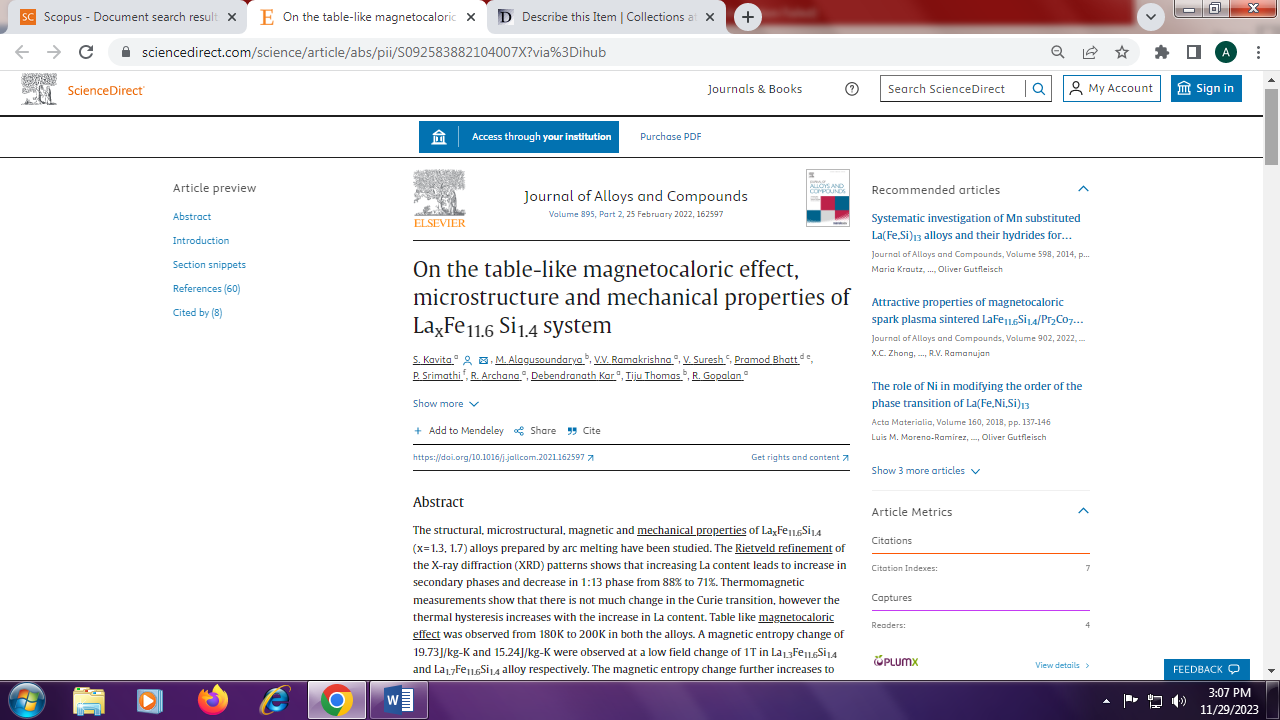 Scopus - Document search result
On the table-like magnetocaloric
Describe this Item | Collections at
sciencedirect.com/science/article/abs/pii/S092583882104007X?via%3Dihub
A
ScienceDirect
Journals & Books
Search ScienceDirect
My Account
Sign in
Access through your institution
Purchase PDF
Article preview
Abstract
Introduction
Section snippets
References (60)
Cited by (8)
ELSEVIER
Journal of Alloys and Compounds
Volume 895, Part 2, 25 February 2022, 162597
ALLOYS AND COMPOUNDS
On the table-like magnetocaloric effect,
microstructure and mechanical properties of
LaxFe11.6 Si1.4 system
S. Kavita a, M. Alagusoundarya b, V.V. Ramakrishna a, V. Suresh c, Pramod Bhatt d e,
P. Srimathi f, R. Archana a, Debendranath Kar a, Tiju Thomas b, R. Gopalan a
Show more
+ Add to Mendeley Share Cite
https://doi.org/10.1016/j.jallcom.2021.162597
Get rights and content
Abstract
The structural, microstructural, magnetic and mechanical properties of LaxFe11.6Si1.4
(x=1.3, 1.7) alloys prepared by arc melting have been studied. The Rietveld refinement of
the X-ray diffraction (XRD) patterns shows that increasing La content leads to increase in
secondary phases and decrease in 1:13 phase from 88% to 71%. Thermomagnetic
measurements show that there is not much change in the Curie transition, however the
thermal hysteresis increases with the increase in La content. Table like magnetocaloric
effect was observed from 180K to 200K in both the alloys. A magnetic entropy change of
19.73J/kg-K and 15.24J/kg-K were observed at a low field change of 1T in La1.3Fe11.6Si1.4
and La1.7Fe11.6Si1.4 alloy respectively. The magnetic entropy change further increases to
Recommended articles
Systematic investigation of Mn substituted
La(Fe,Si)13 alloys and their hydrides for…
Journal of Alloys and Compounds, Volume 598, 2014, p…
Maria Krautz, …, Oliver Gutfleisch
Attractive properties of magnetocaloric
spark plasma sintered LaFe11.6Si1.4/Pr2Co7…
Journal of Alloys and Compounds, Volume 902, 2022, …
X.C. Zhong, …, R.V. Ramanujan
The role of Ni in modifying the order of the
phase transition of La(Fe,Ni,Si)13
Acta Materialia, Volume 160, 2018, pp. 137-146
Luis M. Moreno-Ramírez, …, Oliver Gutfleisch
Show 3 more articles
Article Metrics
Citations
Citation Indexes: 7
Captures
Readers: 4
PLUMX
View details
FEEDBACK
3:07 PM
11/29/2023